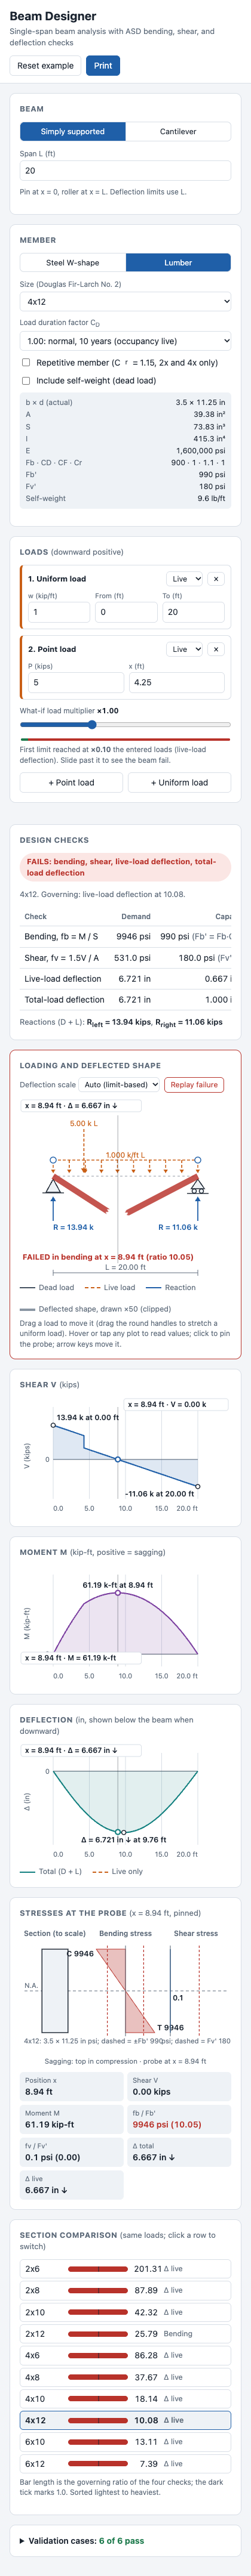 Beam Designer
Single-span beam analysis with ASD bending, shear, and
deflection checks
Reset example
Print
BEAM
Simply supported
Cantilever
Span L (ft)
20
Pin at x = 0, roller at x = L. Deflection limits use L.
MEMBER
Steel W-shape
Lumber
Size (Douglas Fir-Larch No. 2)
4x12
Load duration factor CD
1.00: normal, 10 years (occupancy live)
Repetitive member (C r = 1.15, 2x and 4x only)
Include self-weight (dead load)
b × d (actual) 3.5 × 11.25 in
A 39.38 in²
S 73.83 in³
I 415.3 in⁴
E 1,600,000 psi
Fb · CD · CF · Cr 900 · 1 · 1.1 · 1
Fb' 990 psi
Fv' 180 psi
Self-weight 9.6 lb/ft
LOADS (downward positive)
1. Uniform load
Live
×
w (kip/ft) From (ft) To (ft)
1 0 20
2. Point load
Live
×
P (kips) x (ft)
5 4.25
What-if load multiplier ×1.00
First limit reached at ×0.10 the entered loads (live-load
deflection). Slide past it to see the beam fail.
+ Point load
+ Uniform load
DESIGN CHECKS
FAILS: bending, shear, live-load deflection, total-
load deflection
4x12. Governing: live-load deflection at 10.08.
Check Demand Capa
Bending, fb = M / S 9946 psi 990 psi (Fb' = Fb·C
Shear, fv = 1.5V / A 531.0 psi 180.0 psi (Fv'
Live-load deflection 6.721 in 0.667 i
Total-load deflection 6.721 in 1.000 i
Reactions (D + L): Rleft = 13.94 kips, Rright = 11.06 kips
LOADING AND DEFLECTED SHAPE
Deflection scale
Auto (limit-based)
Replay failure
x = 8.94 ft · Δ = 6.667 in ↓
5.00 k L
1.000 k/ft L
R = 13.94 k
R = 11.06 k
FAILED in bending at x = 8.94 ft (ratio 10.05)
L = 20.00 ft
Dead load
Live load
Reaction
Deflected shape, drawn ×50 (clipped)
Drag a load to move it (drag the round handles to stretch a
uniform load). Hover or tap any plot to read values; click to pin
the probe; arrow keys move it.
SHEAR V (kips)
x = 8.94 ft · V = 0.00 k
13.94 k at 0.00 ft
V (kips)
0
-11.06 k at 20.00 ft
0.0 5.0 10.0 15.0 20.0 ft
MOMENT M (kip-ft, positive = sagging)
61.19 k-ft at 8.94 ft
M (kip-ft)
x = 8.94 ft · M = 61.19 k-ft
0.0 5.0 10.0 15.0 20.0 ft
DEFLECTION (in, shown below the beam when
downward)
x = 8.94 ft · Δ = 6.667 in ↓
0
Δ (in)
Δ = 6.721 in ↓ at 9.76 ft
0.0 5.0 10.0 15.0 20.0 ft
Total (D + L)
Live only
STRESSES AT THE PROBE (x = 8.94 ft, pinned)
Section (to scale) Bending stress Shear stress
C 9946
N.A.
0.1
T 9946
4x12: 3.5 × 11.25 in psi; dashed = ±Fb' 990 psi; dashed = Fv' 180
Sagging: top in compression · probe at x = 8.94 ft
Position x
8.94 ft
Shear V
0.00 kips
Moment M
61.19 kip-ft
fb / Fb'
9946 psi (10.05)
fv / Fv'
0.1 psi (0.00)
Δ total
6.667 in ↓
Δ live
6.667 in ↓
SECTION COMPARISON (same loads; click a row to
switch)
2x6 201.31 Δ live
2x8 87.89 Δ live
2x10 42.32 Δ live
2x12 25.79 Bending
4x6 86.28 Δ live
4x8 37.67 Δ live
4x10 18.14 Δ live
4x12 10.08 Δ live
6x10 13.11 Δ live
6x12 7.39 Δ live
Bar length is the governing ratio of the four checks; the dark
tick marks 1.0. Sorted lightest to heaviest.
Validation cases: 6 of 6 pass